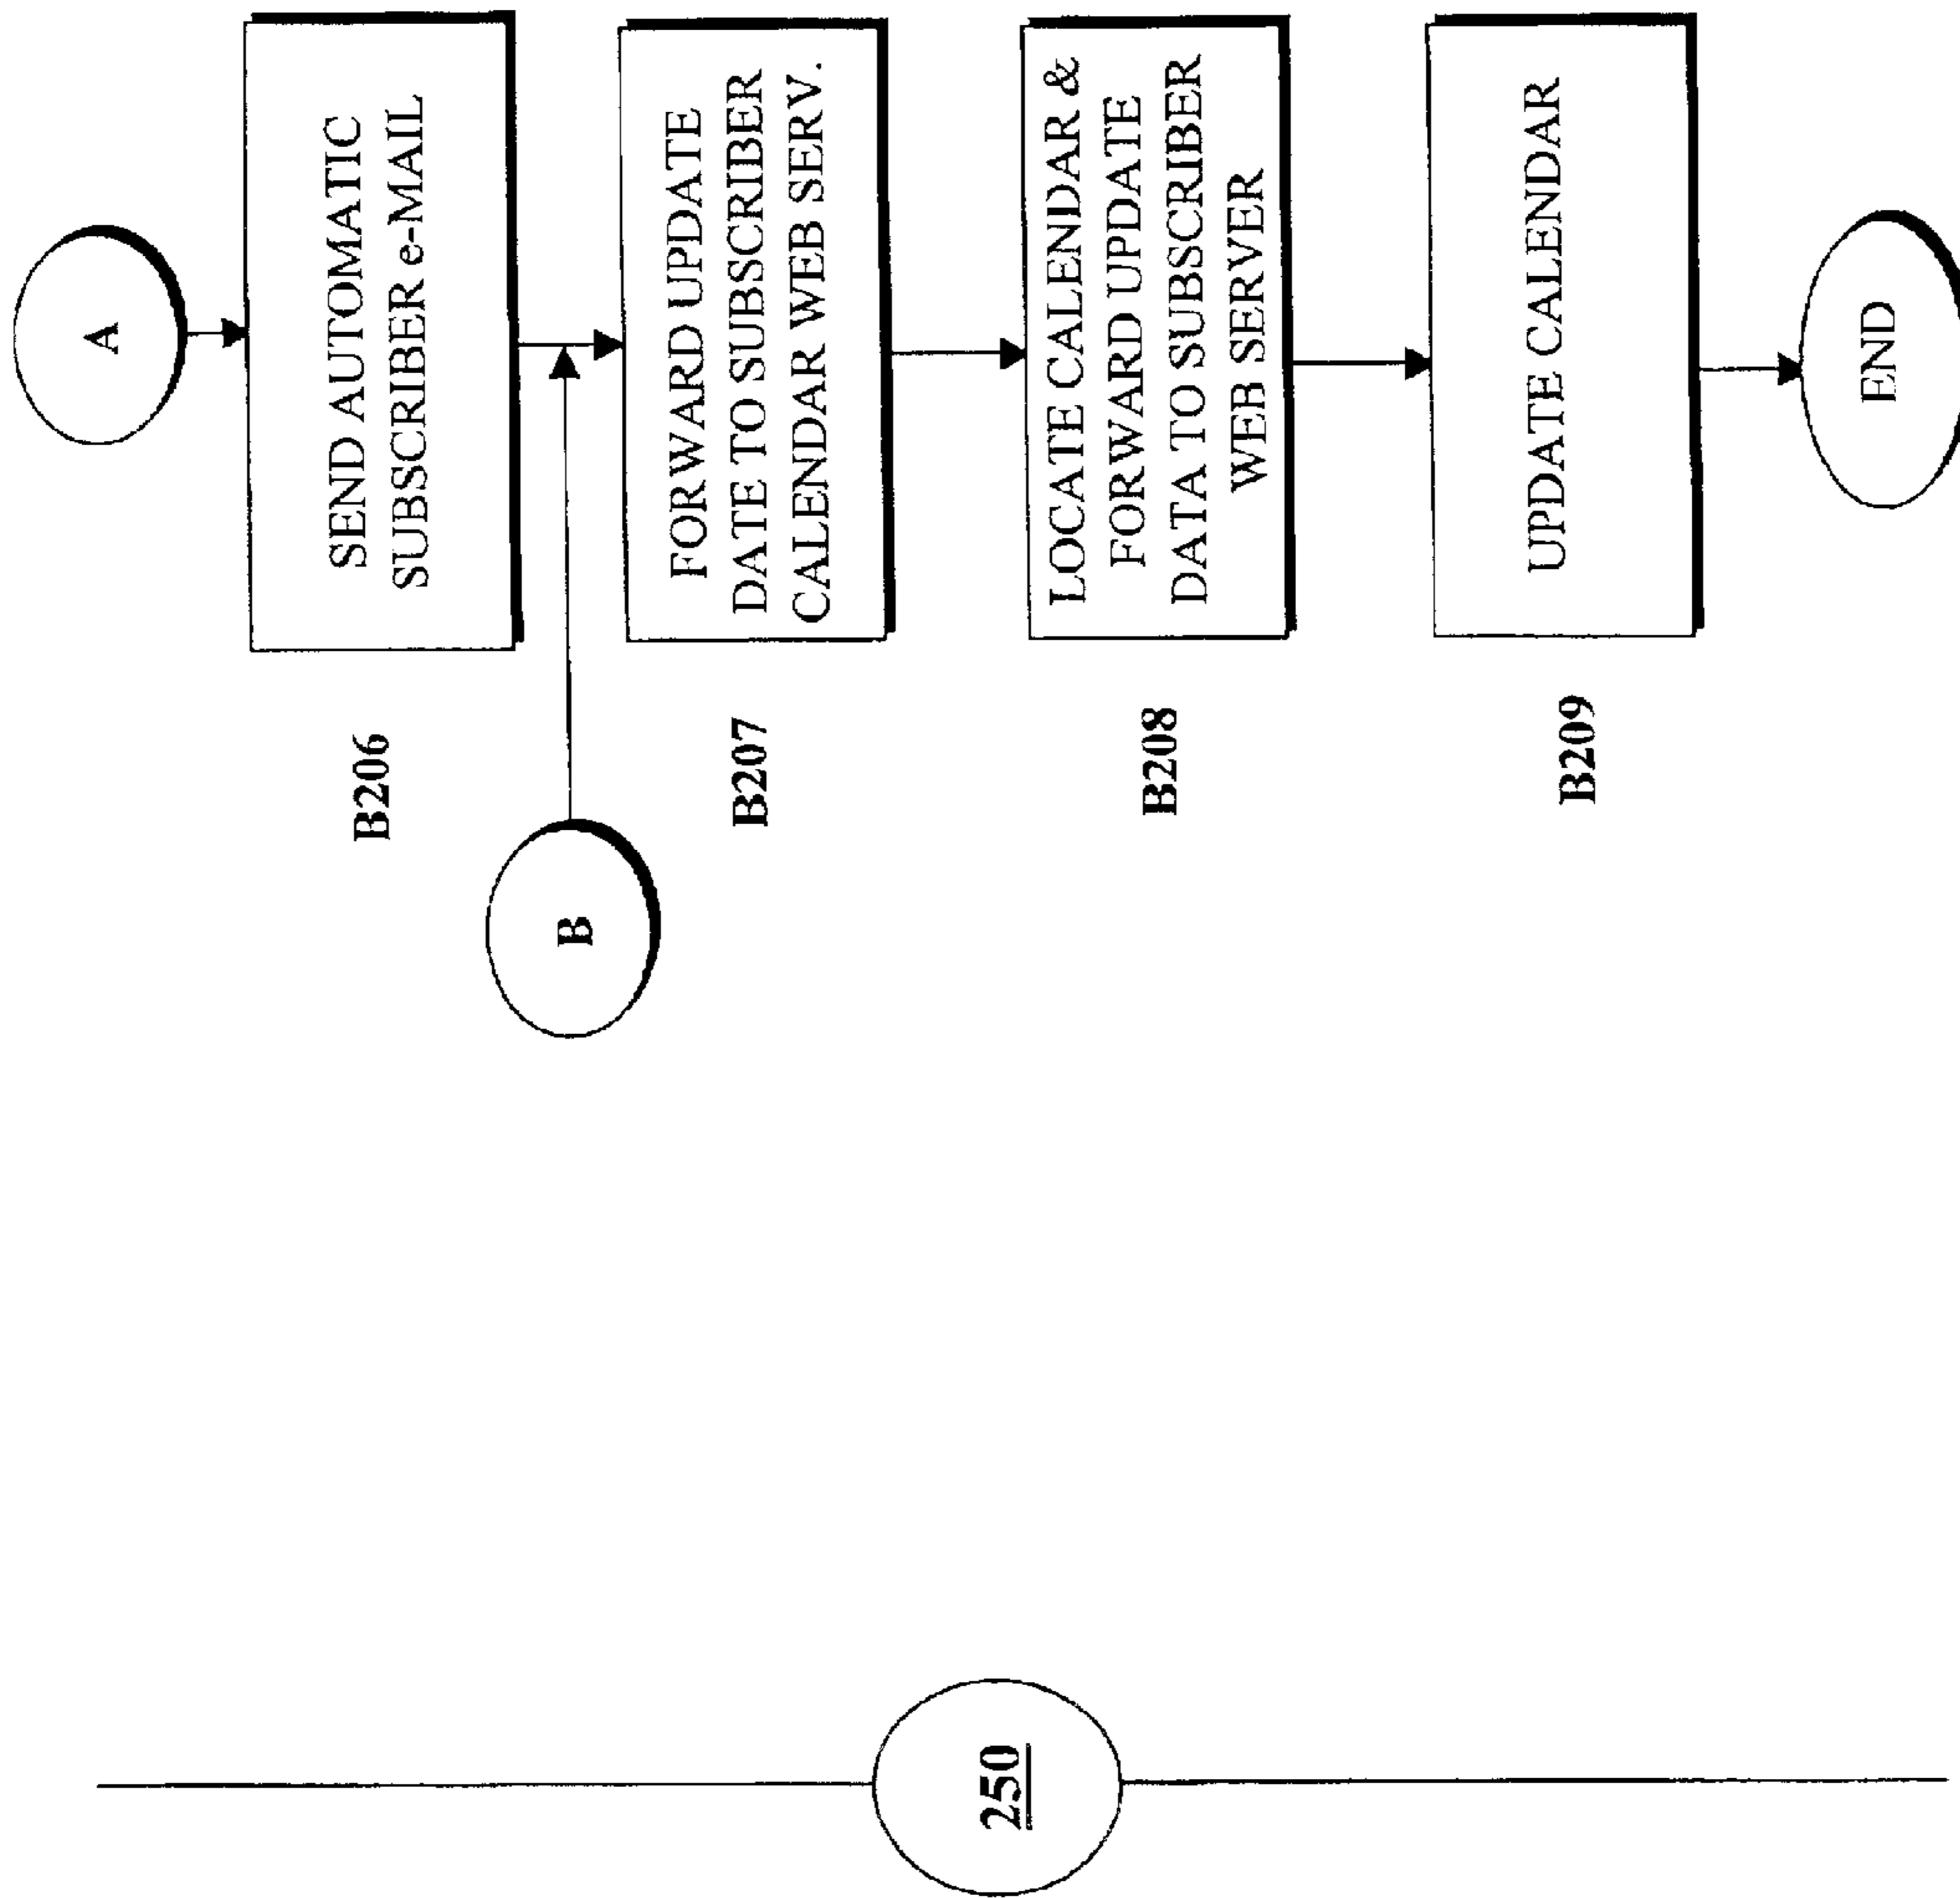 A
SEND AUTOMATIC
SUBSCRIBER e-MAIL
B206
B
FORWARD UPDATE
DATE TO SUBSCRIBER
CALENDAR WEB SERV.
B207
LOCATE CALENDAR &
FORWARD UPDATE
DATA TO SUBSCRIBER
WEB SERVER
B208
UPDATE CALENDAR
B209
END
250